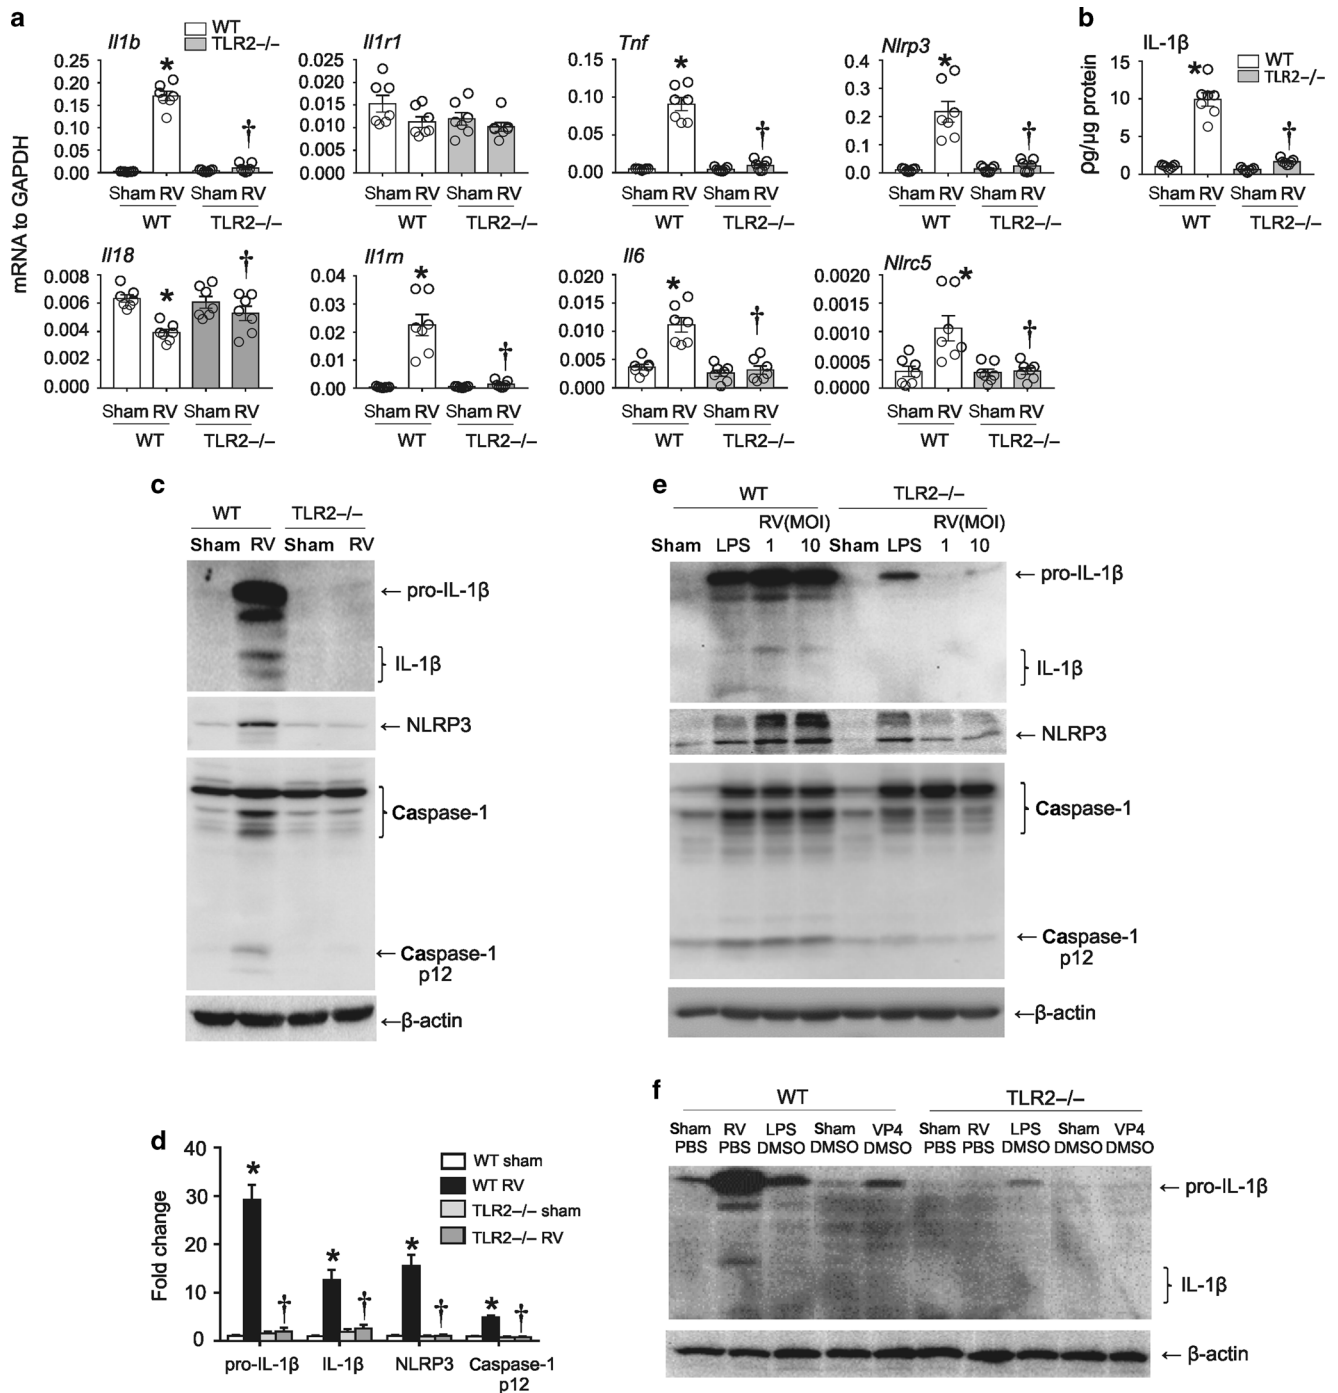 a
WT
TLR2–/–
mRNA to GAPDH
Il1b
0.25
0.20
0.15
0.10
0.05
0.00
*
†
Sham RV Sham RV
WT TLR2–/–
Il1r1
0.025
0.020
0.015
0.010
0.005
0.000
Sham RV Sham RV
WT TLR2–/–
Tnf
0.15
0.10
0.05
0.00
*
†
Sham RV Sham RV
WT TLR2–/–
Nlrp3
0.4
0.3
0.2
0.1
0.0
*
†
Sham RV Sham RV
WT TLR2–/–
b
IL-1β
WT
TLR2–/–
pg/µg protein
15
10
5
0
*
†
Sham RV Sham RV
WT TLR2–/–
Il18
0.008
0.006
0.004
0.002
0.000
*
†
Sham RV Sham RV
WT TLR2–/–
Il1rn
0.04
0.03
0.02
0.01
0.00
*
†
Sham RV Sham RV
WT TLR2–/–
Il6
0.020
0.015
0.010
0.005
0.000
*
†
Sham RV Sham RV
WT TLR2–/–
Nlrc5
0.0020
0.0015
0.0010
0.0005
0.0000
*
†
Sham RV Sham RV
WT TLR2–/–
c
WT TLR2–/–
Sham RV Sham RV
← pro-IL-1β
IL-1β
← NLRP3
Caspase-1
← Caspase-1
p12
←β-actin
e
WT TLR2–/–
RV(MOI) RV(MOI)
Sham LPS 1 10 Sham LPS 1 10
← pro-IL-1β
IL-1β
← NLRP3
Caspase-1
← Caspase-1
p12
←β-actin
d
Fold change
40
30
20
10
0
WT sham
WT RV
TLR2–/– sham
TLR2–/– RV
* † * † * † * †
pro-IL-1β IL-1β NLRP3 Caspase-1
p12
f
WT TLR2–/–
Sham RV LPS Sham VP4 Sham RV LPS Sham VP4
PBS PBS DMSO DMSO DMSO PBS PBS DMSO DMSO DMSO
← pro-IL-1β
IL-1β
← β-actin